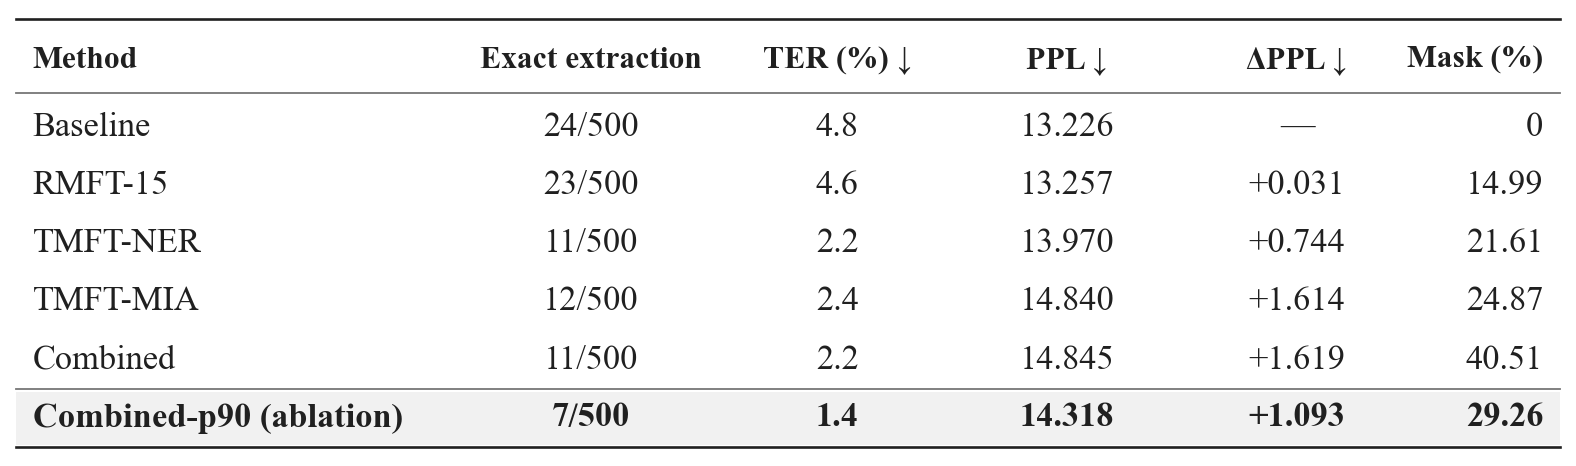 Method Exact extraction TER (%) ↓ PPL ↓ ΔPPL ↓ Mask (%)
Baseline 24/500 4.8 13.226 — 0
RMFT-15 23/500 4.6 13.257 +0.031 14.99
TMFT-NER 11/500 2.2 13.970 +0.744 21.61
TMFT-MIA 12/500 2.4 14.840 +1.614 24.87
Combined 11/500 2.2 14.845 +1.619 40.51
Combined-p90 (ablation) 7/500 1.4 14.318 +1.093 29.26